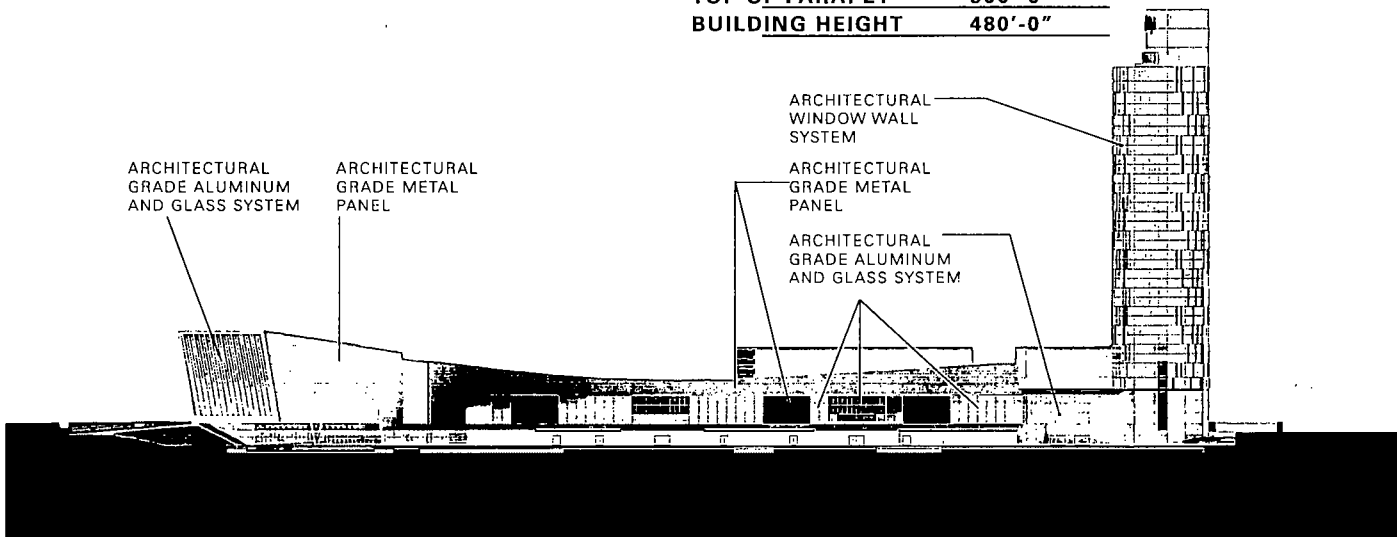 BUILDING HEIGHT 480'-0"
ARCHITECTURAL
WINDOW WALL
SYSTEM
ARCHITECTURAL
GRADE ALUMINUM
AND GLASS SYSTEM
ARCHITECTURAL
GRADE METAL
PANEL
ARCHITECTURAL
GRADE METAL
PANEL
ARCHITECTURAL
GRADE ALUMINUM
AND GLASS SYSTEM